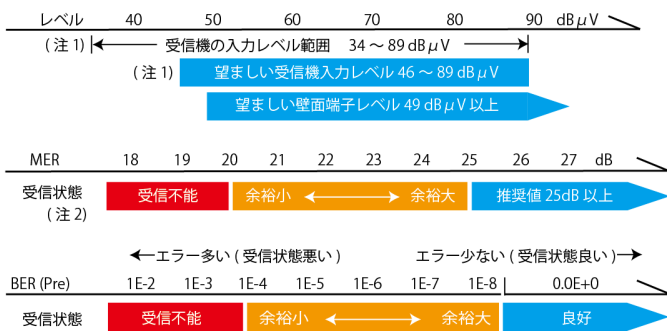 レベル 40 50 60 70 80 90 dBμV
(注1) 受信機の入力レベル範囲 34～89dBμV
(注1) 望ましい受信機入力レベル 46～89dBμV
望ましい壁面端子レベル 49 dBμV 以上
MER 18 19 20 21 22 23 24 25 26 27 dB
受信状態 受信不能 余裕小 余裕大 推奨値 25dB 以上
(注2)
エラー多い ( 受信状態悪い ) エラー少ない ( 受信状態良い )
BER (Pre) 1E-2 1E-3 1E-4 1E-5 1E-6 1E-7 1E-8 0.0E+0
受信状態 受信不能 余裕小 余裕大 良好